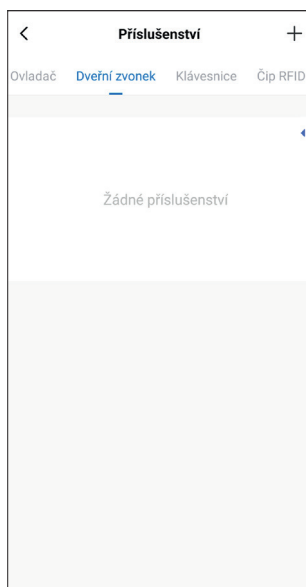 Příslušenství
Ovladač Dveřní zvonek Klávesnice Čip RFID
Žádné příslušenství